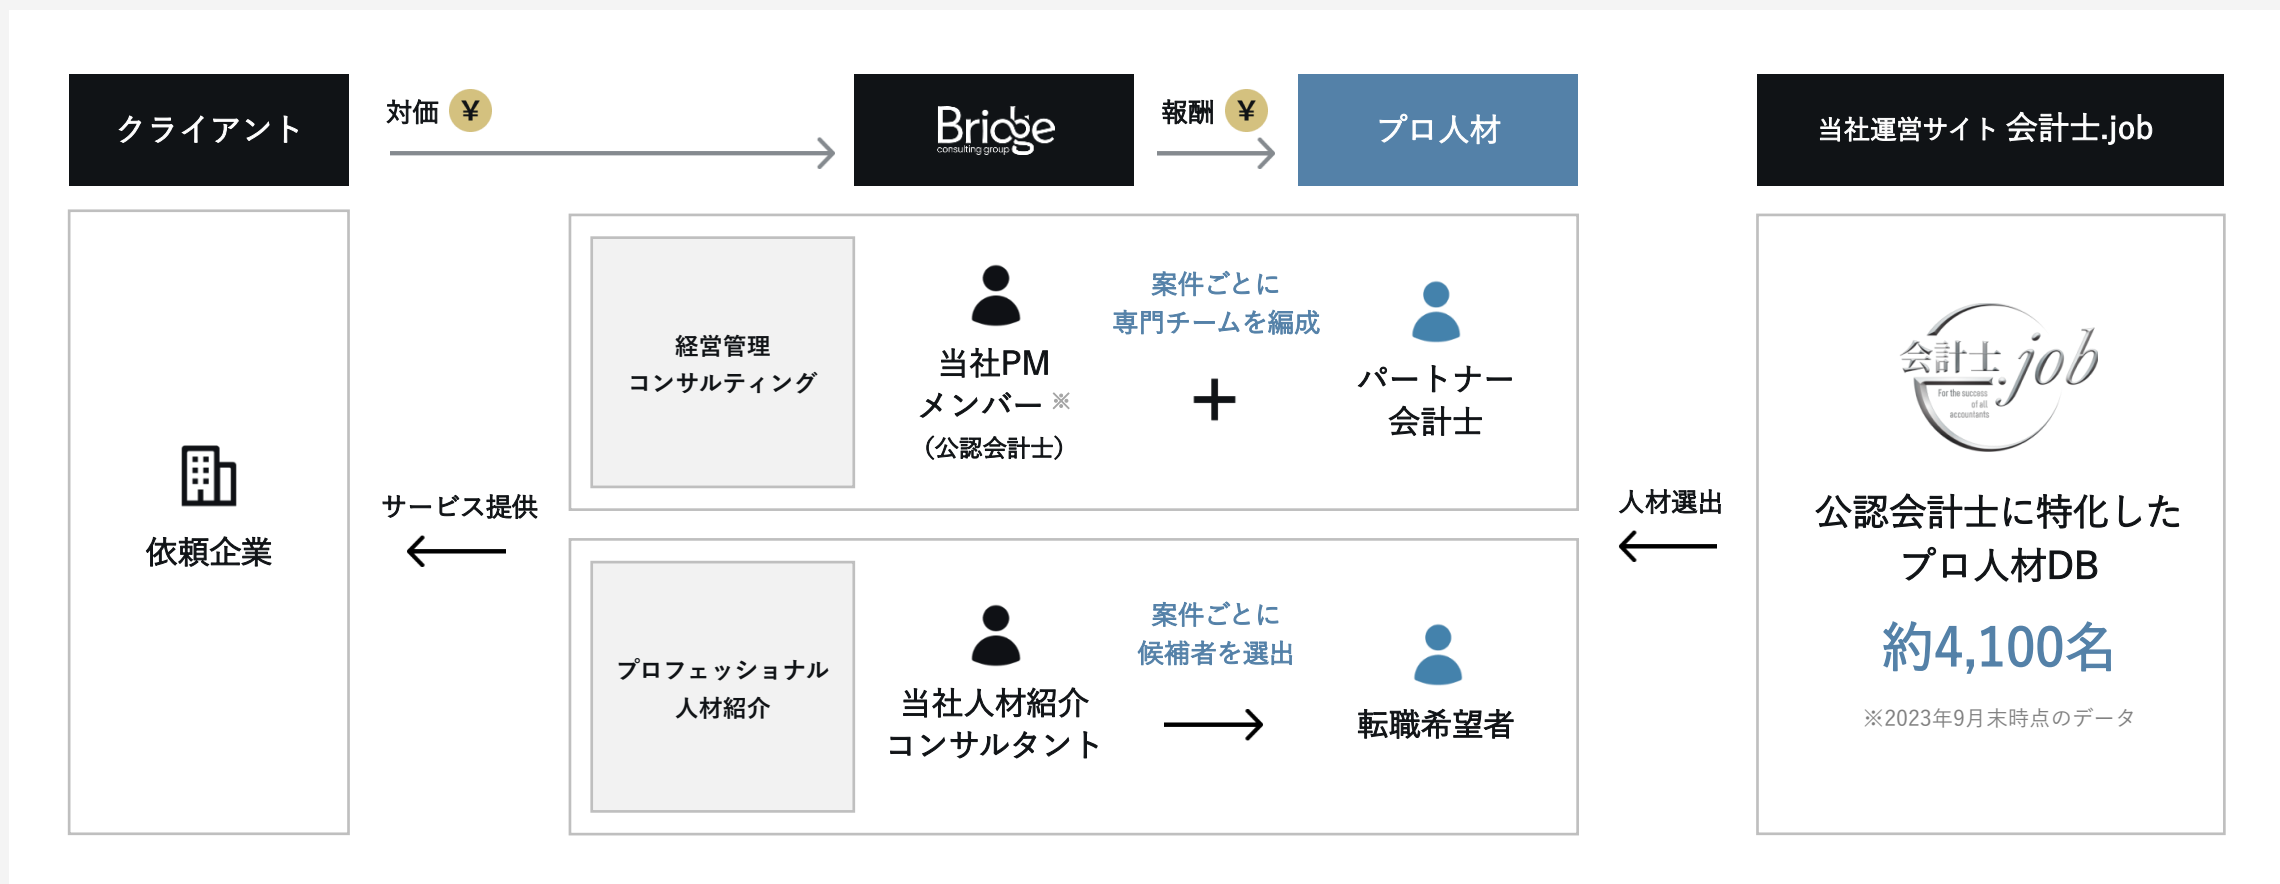 クライアント
対価 ¥
Bridge
consulting group
報酬 ¥
プロ人材
当社運営サイト 会計士.job
依頼企業
サービス提供
経営管理
コンサルティング
当社PM
メンバー※
（公認会計士）
案件ごとに
専門チームを編成
+
パートナー
会計士
プロフェッショナル
人材紹介
当社人材紹介
コンサルタント
案件ごとに
候補者を選出
転職希望者
人材選出
会計士.job
For the success
of all
accountants
公認会計士に特化した
プロ人材DB
約4,100名
※2023年9月末時点のデータ